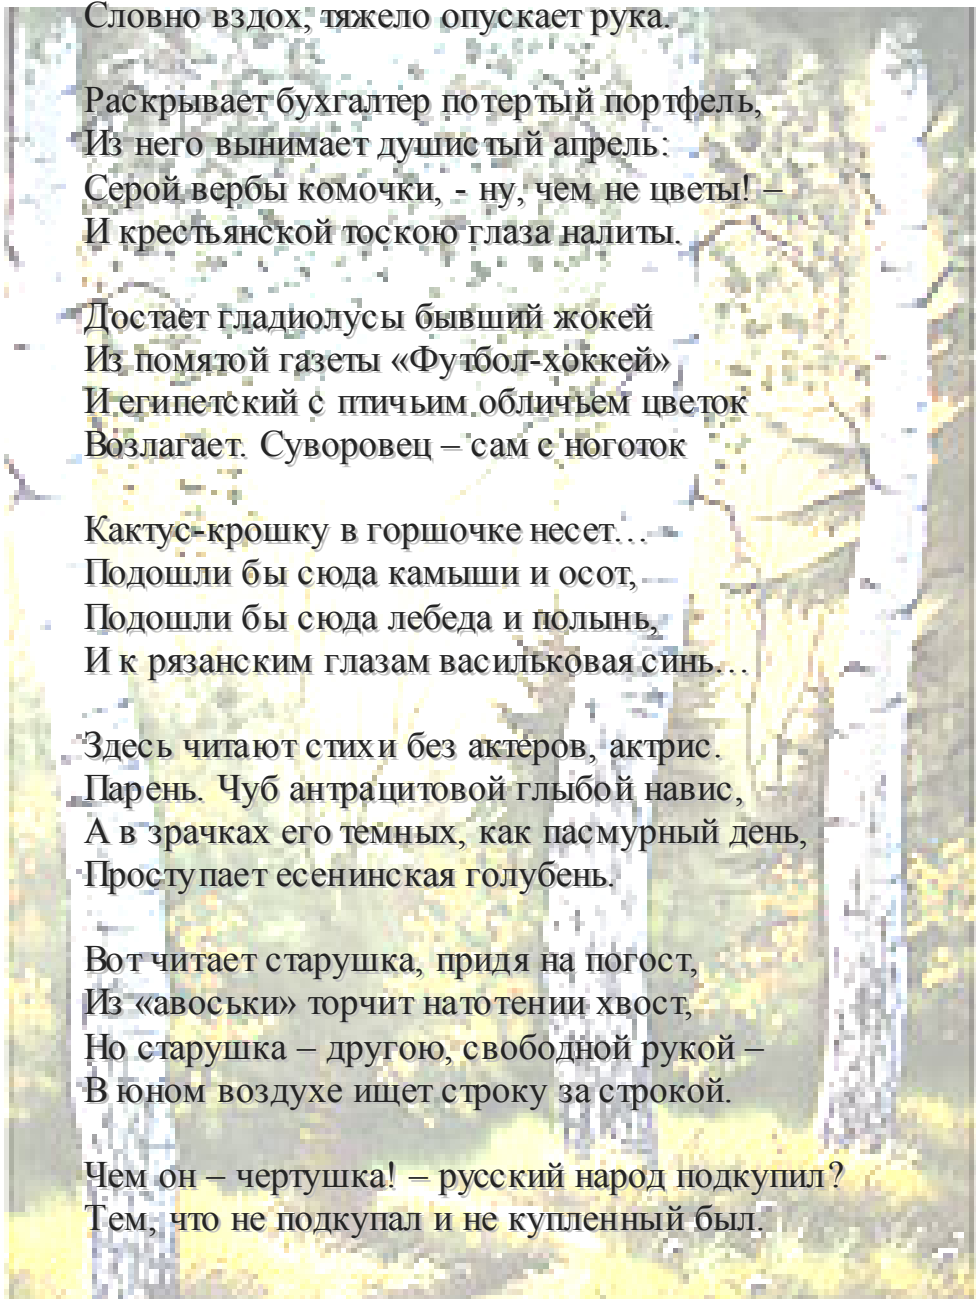 Словно вздох, тяжело опускает рука.
Раскрывает бухгалтер потертый портфель,
Из него вынимает душистый апрель:
Серой вербы комочки, - ну, чем не цветы! –
И крестьянской тоскою глаза налиты.
Достает гладиолусы бывший жокей
Из помятой газеты «Футбол-хоккей»
И египетский с птичьим обличьем цветок
Возлагает. Суворовец – сам с ноготок
Кактус-крошку в горшочке несет…
Подошли бы сюда камыши и осот,
Подошли бы сюда лебеда и полынь,
И к рязанским глазам васильковая синь…
Здесь читают стихи без актеров, актрис.
Парень. Чуб антрацитовой глыбой навис,
А в зрачках его темных, как пасмурный день,
Проступает есенинская голубень.
Вот читает старушка, придя на погост,
Из «авоськи» торчит натотении хвост,
Но старушка – другою, свободной рукой –
В юном воздухе ищет строку за строкой.
Чем он – чертушка! – русский народ подкупил?
Тем, что не подкупал и не купленный был.